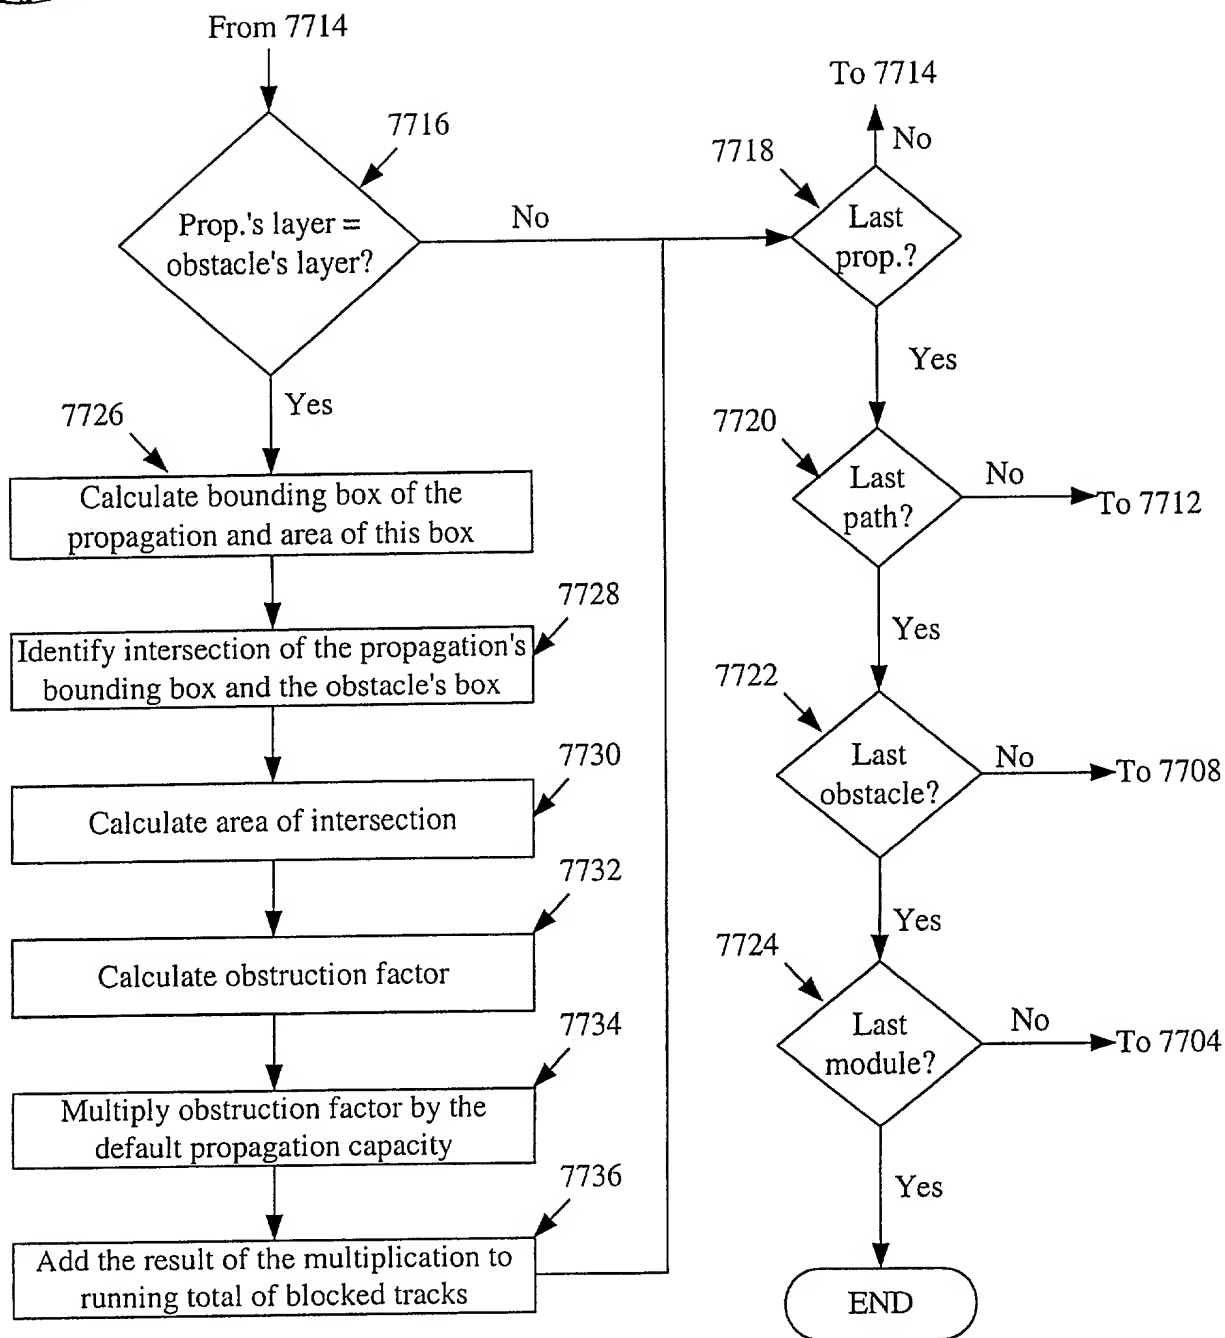 From 7714
7716
Prop.'s layer =
obstacle's layer?
No
Yes
7726
Calculate bounding box of the
propagation and area of this box
7728
Identify intersection of the propagation's
bounding box and the obstacle's box
7730
Calculate area of intersection
7732
Calculate obstruction factor
7734
Multiply obstruction factor by the
default propagation capacity
7736
Add the result of the multiplication to
running total of blocked tracks
To 7714
No
7718
Last
prop.?
Yes
7720
Last
path?
No
To 7712
Yes
7722
Last
obstacle?
No
To 7708
Yes
7724
Last
module?
No
To 7704
Yes
END